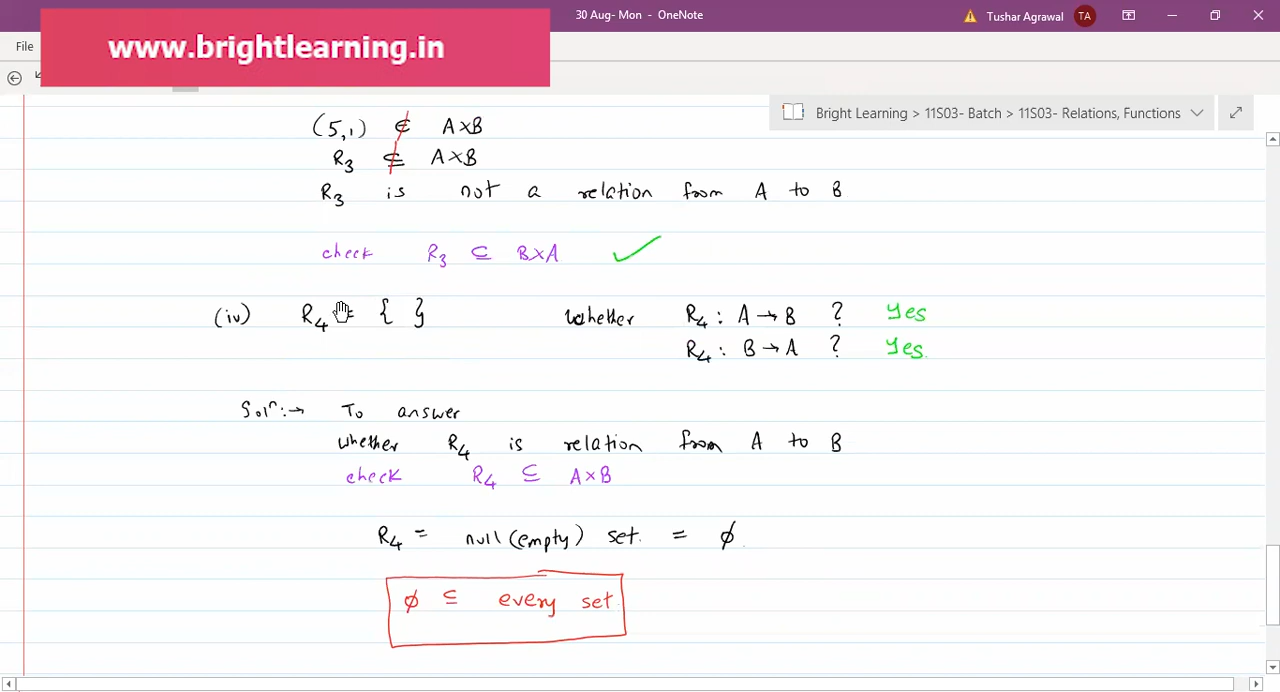 30 Aug- Mon - OneNote
Tushar Agrawal TA
File
www.brightlearning.in
Bright Learning > 11S03- Batch > 11S03- Relations, Functions
(5,1) ∉ A×B
R₃ ⊈ A×B
R₃ is not a relation from A to B
check R₃ ⊆ B×A ✓
(iv) R₄ = { } whether R₄ : A → B ? Yes
R₄ : B → A ? Yes.
Solⁿ:→ To answer
whether R₄ is relation from A to B
check R₄ ⊆ A×B
R₄ = null(empty) set. = ϕ.
ϕ ⊆ every set.